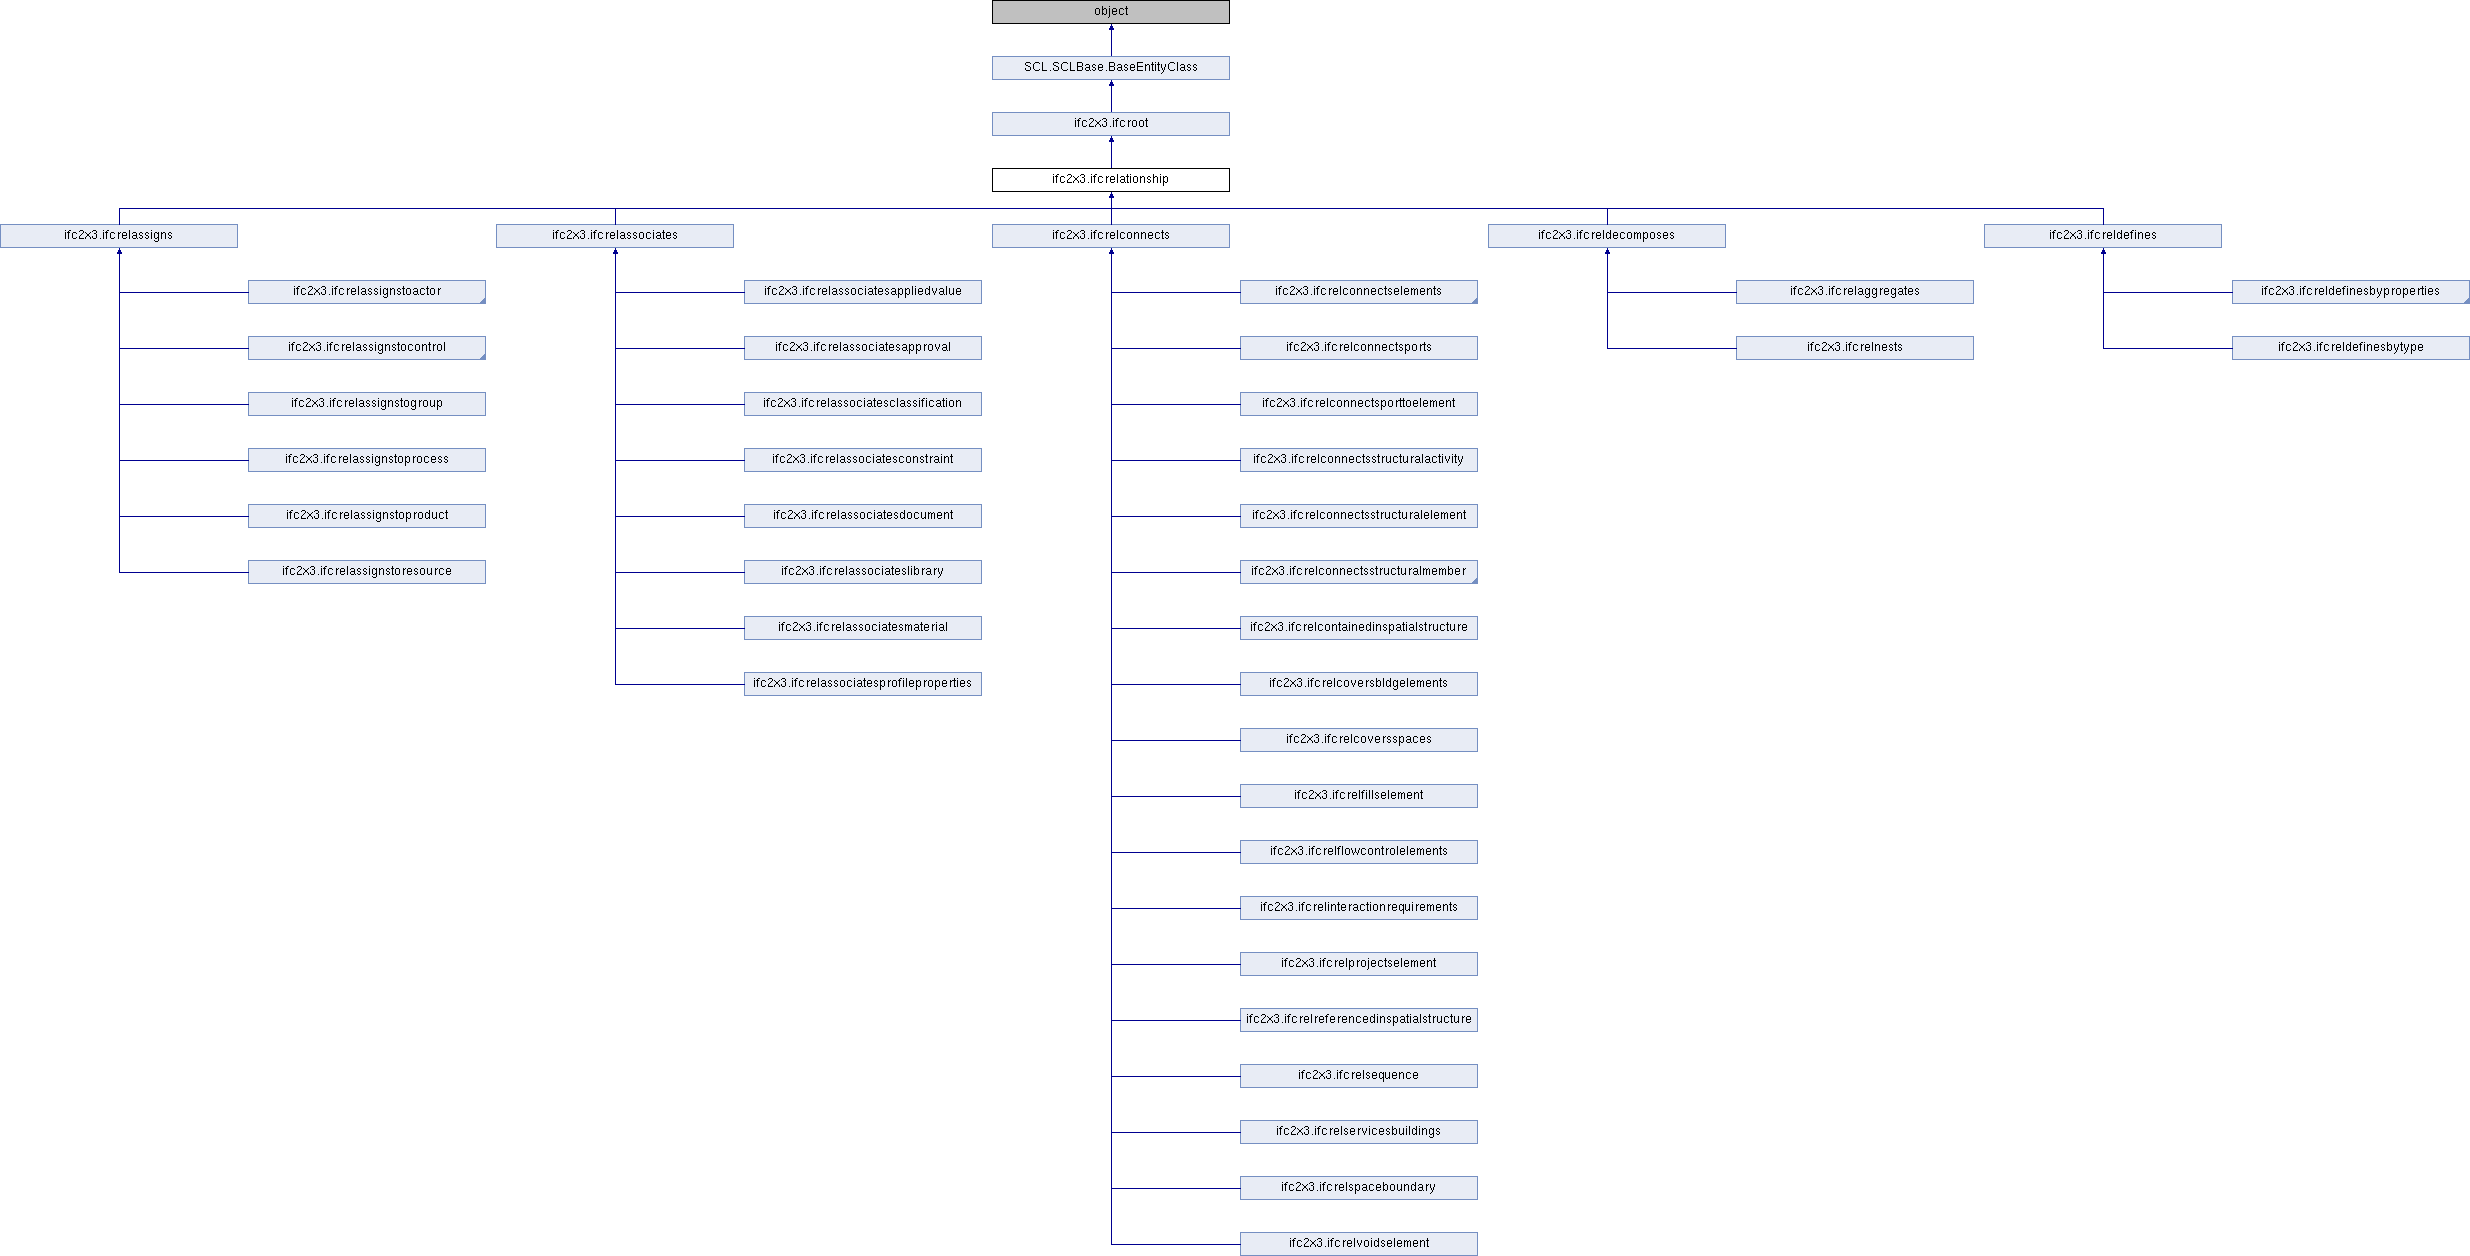 object
SCL.SCLBase.BaseEntityClass
ifc2x3.ifcroot
ifc2x3.ifcrelationship
ifc2x3.ifcrelassigns
ifc2x3.ifcrelassociates
ifc2x3.ifcrelconnects
ifc2x3.ifcreldecomposes
ifc2x3.ifcreldefines
ifc2x3.ifcrelassignstoactor
ifc2x3.ifcrelassignstocontrol
ifc2x3.ifcrelassignstogroup
ifc2x3.ifcrelassignstoprocess
ifc2x3.ifcrelassignstoproduct
ifc2x3.ifcrelassignstoresource
ifc2x3.ifcrelassociatesappliedvalue
ifc2x3.ifcrelassociatesapproval
ifc2x3.ifcrelassociatesclassification
ifc2x3.ifcrelassociatesconstraint
ifc2x3.ifcrelassociatesdocument
ifc2x3.ifcrelassociateslibrary
ifc2x3.ifcrelassociatesmaterial
ifc2x3.ifcrelassociatesprofileproperties
ifc2x3.ifcrelconnectselements
ifc2x3.ifcrelconnectsports
ifc2x3.ifcrelconnectsporttoelement
ifc2x3.ifcrelconnectsstructuralactivity
ifc2x3.ifcrelconnectsstructuralelement
ifc2x3.ifcrelconnectsstructuralmember
ifc2x3.ifcrelcontainedinspatialstructure
ifc2x3.ifcrelcoversbldgelements
ifc2x3.ifcrelcoversspaces
ifc2x3.ifcrelfillselement
ifc2x3.ifcrelflowcontrolelements
ifc2x3.ifcrelinteractionrequirements
ifc2x3.ifcrelprojectselement
ifc2x3.ifcrelreferencedinspatialstructure
ifc2x3.ifcrelsequence
ifc2x3.ifcrelservicesbuildings
ifc2x3.ifcrelspaceboundary
ifc2x3.ifcrelvoidselement
ifc2x3.ifcrelaggregates
ifc2x3.ifcrelnests
ifc2x3.ifcreldefinesbyproperties
ifc2x3.ifcreldefinesbytype